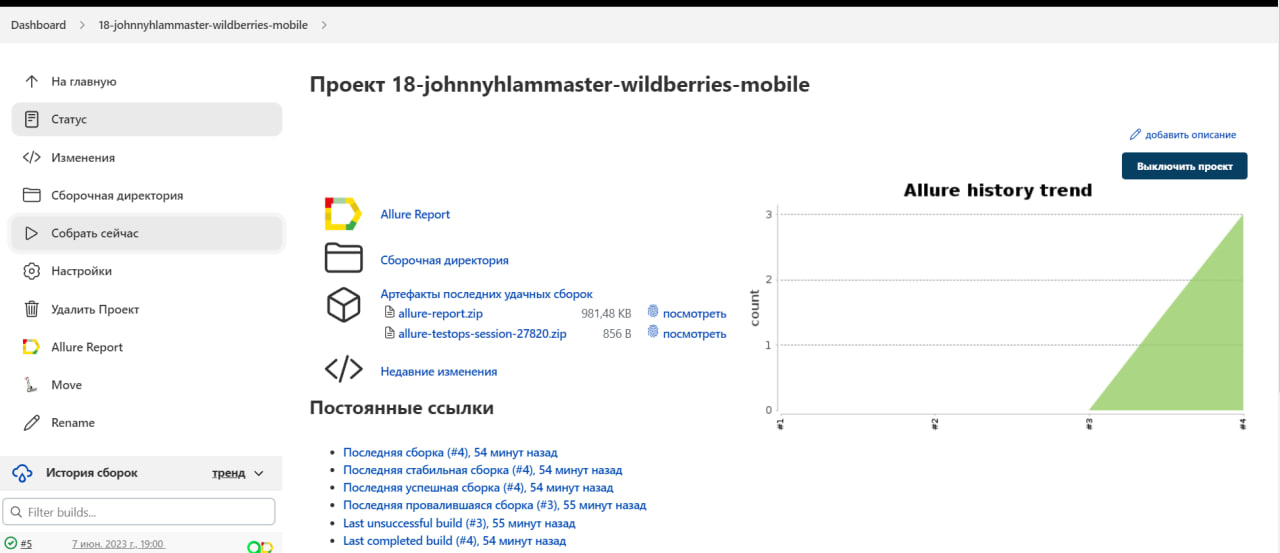 Dashboard > 18-johnnyhlammaster-wildberries-mobile >
На главную
Статус
Изменения
Сборочная директория
Собрать сейчас
Настройки
Удалить Проект
Allure Report
Move
Rename
История сборок тренд
Filter builds...
#5 7 июн. 2023 г., 19:00
Проект 18-johnnyhlammaster-wildberries-mobile
добавить описание
Выключить проект
Allure Report
Сборочная директория
Артефакты последних удачных сборок
allure-report.zip 981,48 KB посмотреть
allure-testops-session-27820.zip 856 B посмотреть
Недавние изменения
Постоянные ссылки
Последняя сборка (#4), 54 минут назад
Последняя стабильная сборка (#4), 54 минут назад
Последняя успешная сборка (#4), 54 минут назад
Последняя провалившаяся сборка (#3), 55 минут назад
Last unsuccessful build (#3), 55 минут назад
Last completed build (#4), 54 минут назад
Allure history trend
count
3
2
1
0
#1 #2 #3 #4